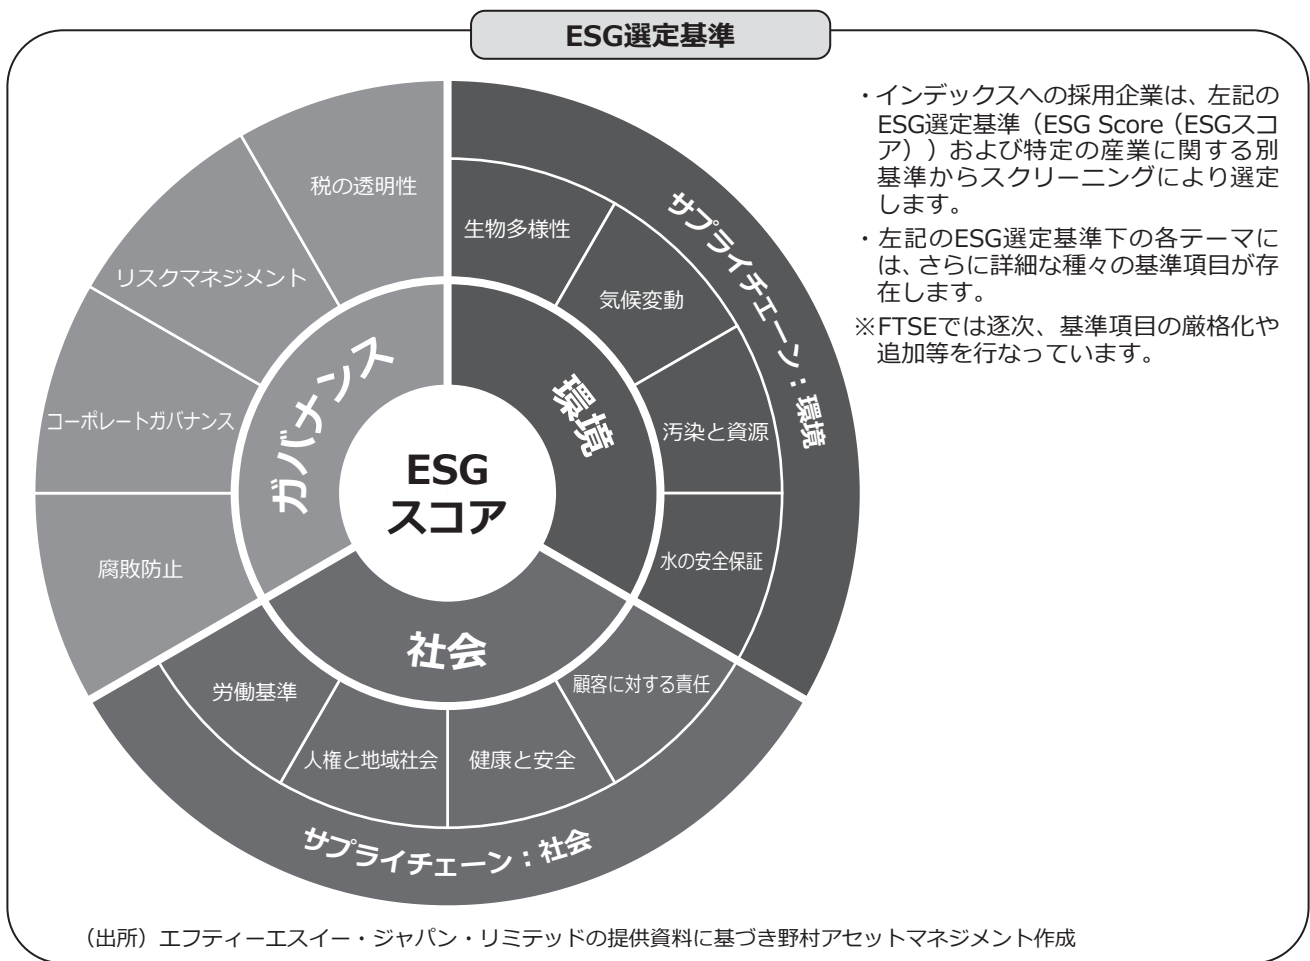 ESG選定基準
税の透明性
リスクマネジメント
コーポレートガバナンス
腐敗防止
ガバナンス
生物多様性
気候変動
汚染と資源
水の安全保証
環境
サプライチェーン：環境
ESG
スコア
社会
労働基準
人権と地域社会
健康と安全
顧客に対する責任
サプライチェーン：社会
・インデックスへの採用企業は、左記の
ESG選定基準（ESG Score（ESGスコ
ア））および特定の産業に関する別
基準からスクリーニングにより選定
します。
・左記のESG選定基準下の各テーマに
は、さらに詳細な種々の基準項目が存
在します。
※FTSEでは逐次、基準項目の厳格化や
追加等を行なっています。
（出所）エフティーエスイー・ジャパン・リミテッドの提供資料に基づき野村アセットマネジメント作成